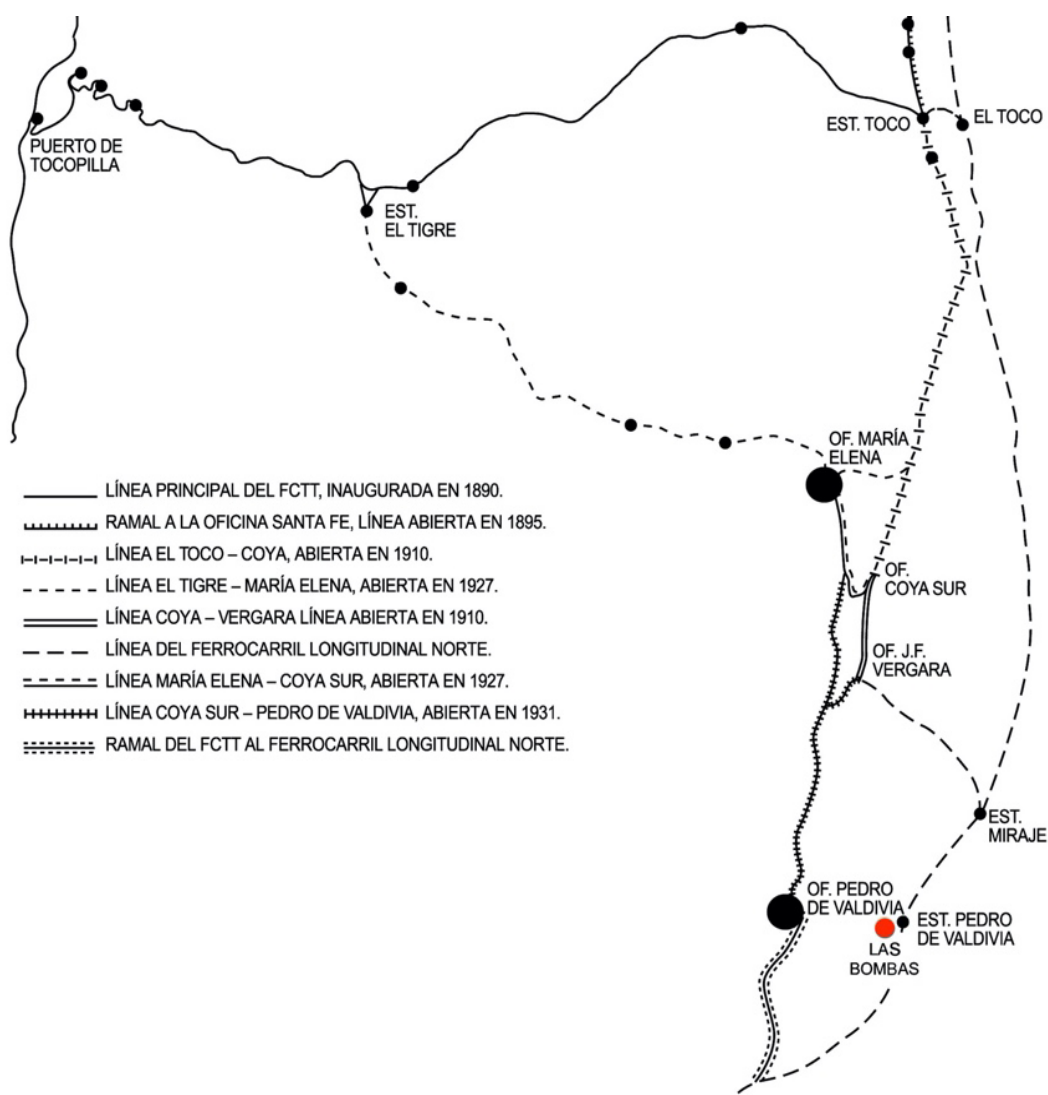 PUERTO DE
TOCOPILLA
EST.
EL TIGRE
EST. TOCO
EL TOCO
OF. MARÍA
ELENA
OF.
COYA SUR
OF. J.F.
VERGARA
EST.
MIRAJE
OF. PEDRO
DE VALDIVIA
EST. PEDRO
DE VALDIVIA
LAS
BOMBAS
LÍNEA PRINCIPAL DEL FCTT, INAUGURADA EN 1890.
RAMAL A LA OFICINA SANTA FE, LÍNEA ABIERTA EN 1895.
LÍNEA EL TOCO – COYA, ABIERTA EN 1910.
LÍNEA EL TIGRE – MARÍA ELENA, ABIERTA EN 1927.
LÍNEA COYA – VERGARA LÍNEA ABIERTA EN 1910.
LÍNEA DEL FERROCARRIL LONGITUDINAL NORTE.
LÍNEA MARÍA ELENA – COYA SUR, ABIERTA EN 1927.
LÍNEA COYA SUR – PEDRO DE VALDIVIA, ABIERTA EN 1931.
RAMAL DEL FCTT AL FERROCARRIL LONGITUDINAL NORTE.